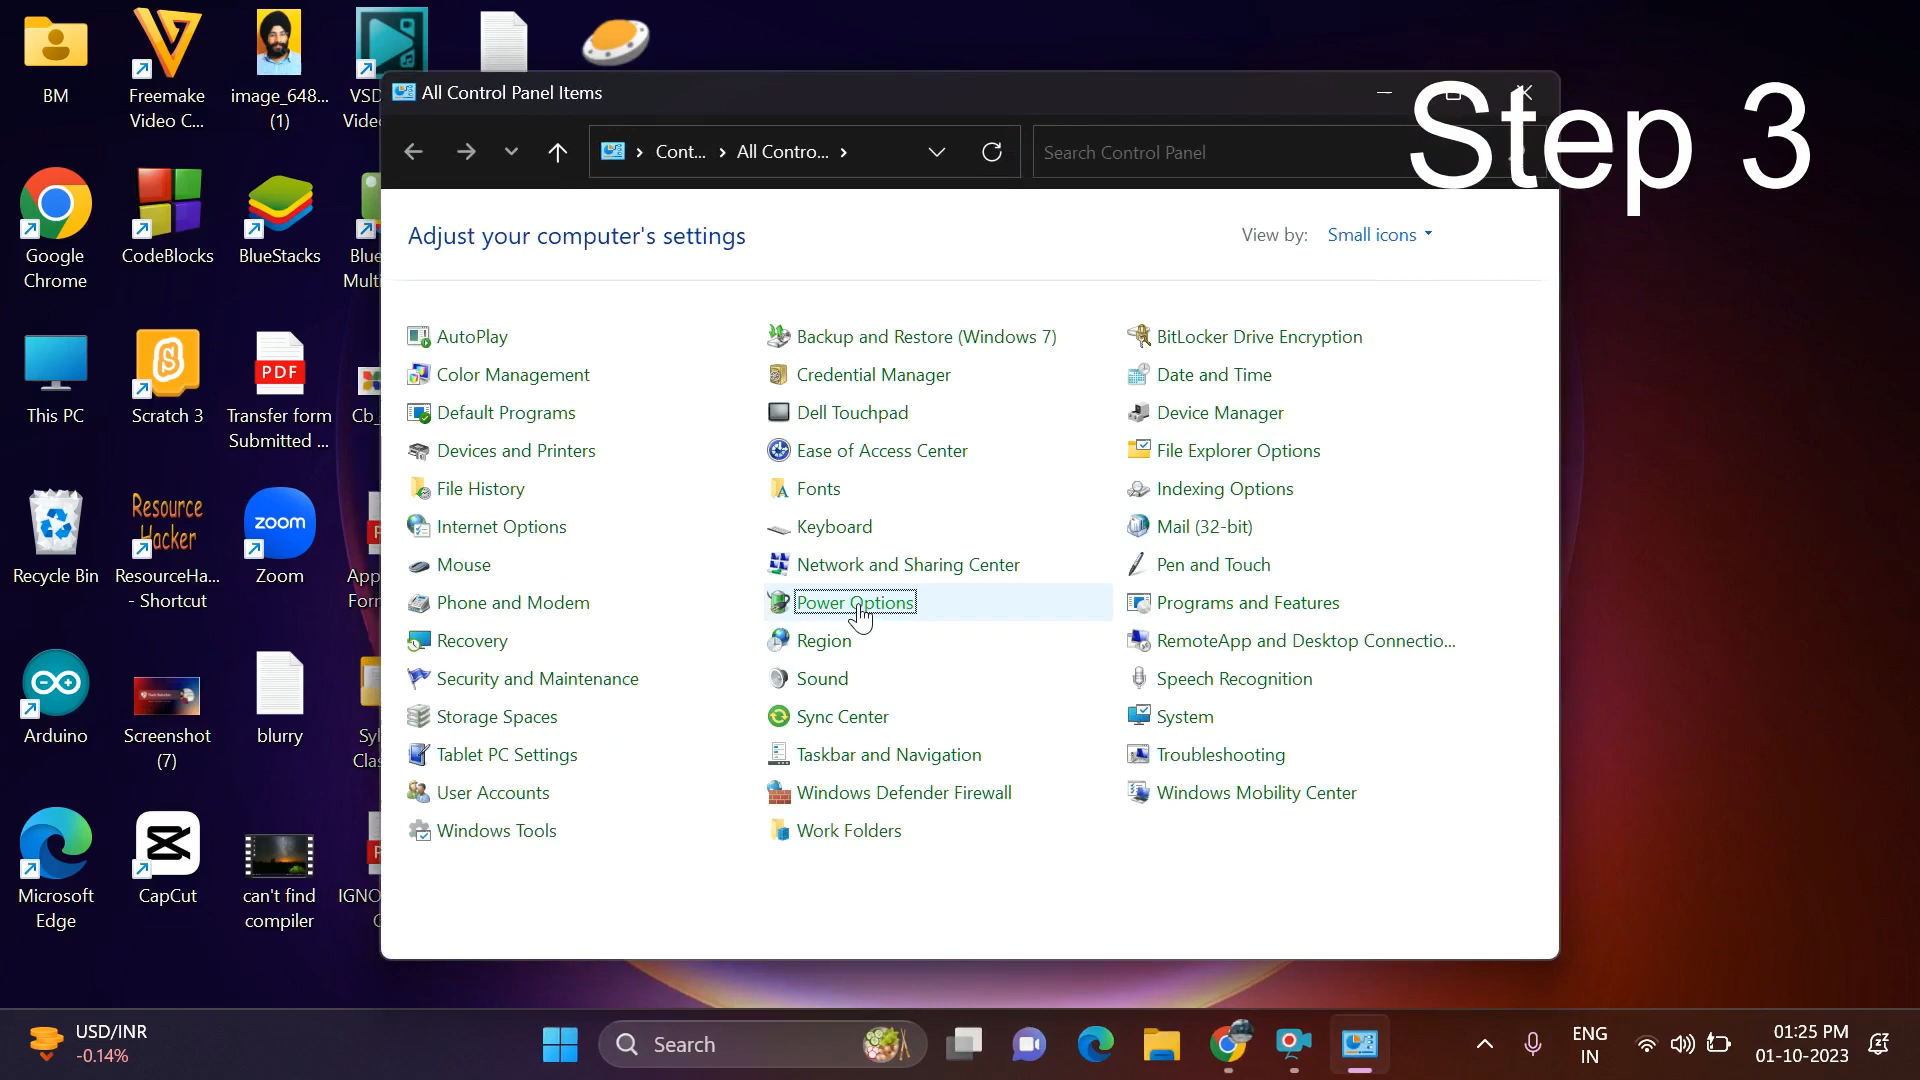 BM
Freemake
Video C...
image_648...
(1)
VSD
Vide
All Control Panel Items
Step 3
Cont...
All Contro...
Search Control Panel
Google
Chrome
CodeBlocks
BlueStacks
Blue
Multi
Adjust your computer's settings
View by:
Small icons
AutoPlay
Backup and Restore (Windows 7)
BitLocker Drive Encryption
Color Management
Credential Manager
Date and Time
Default Programs
Dell Touchpad
Device Manager
Devices and Printers
Ease of Access Center
File Explorer Options
File History
Fonts
Indexing Options
Internet Options
Keyboard
Mail (32-bit)
Mouse
Network and Sharing Center
Pen and Touch
Phone and Modem
Power Options
Programs and Features
Recovery
Region
RemoteApp and Desktop Connectio...
Security and Maintenance
Sound
Speech Recognition
Storage Spaces
Sync Center
System
Tablet PC Settings
Taskbar and Navigation
Troubleshooting
User Accounts
Windows Defender Firewall
Windows Mobility Center
Windows Tools
Work Folders
This PC
Scratch 3
PDF
Transfer form
Submitted ...
Cb_
Recycle Bin
Resource
Hacker
ResourceHa...
- Shortcut
zoom
Zoom
App
Forr
Arduino
Screenshot
(7)
blurry
Syl
Clas
Microsoft
Edge
CapCut
can't find
compiler
IGNO
USD/INR
-0.14%
Search
ENG
IN
01:25 PM
01-10-2023